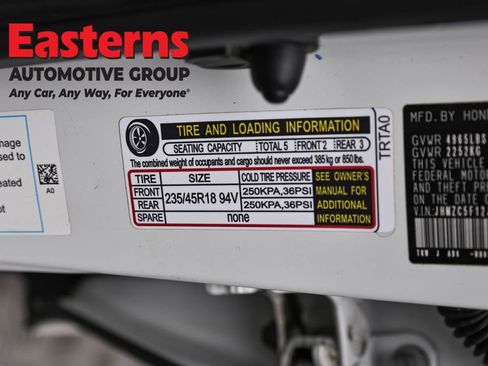 Easterns
AUTOMOTIVE GROUP
Any Car, Any Way, For Everyone®
TIRE AND LOADING INFORMATION
SEATING CAPACITY TOTAL 5 FRONT 2 REAR 3
The combined weight of occupants and cargo should never exceed 385 kg or 850 lbs.
TIRE SIZE COLD TIRE PRESSURE SEE OWNER'S
FRONT 235/45R18 94V 250KPA,36PSI MANUAL FOR
REAR 250KPA,36PSI ADDITIONAL
SPARE none INFORMATION
TRTA0
A0
MFD.BY HON
GVWR 4965LBS
GVWR 2252KG
THIS VEHICLE
FEDERAL MOTO
AND THEFT PRE
ON THE DATE O